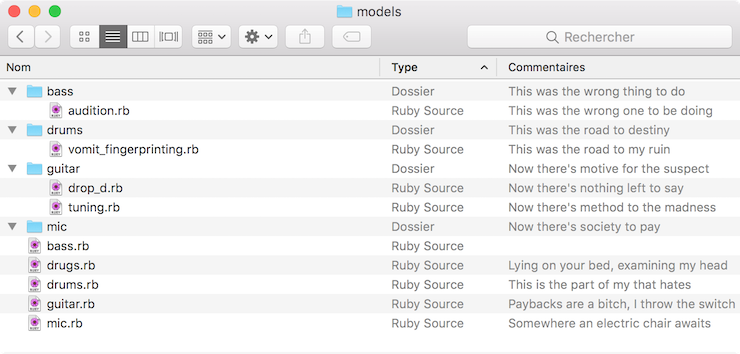 models
Rechercher
Nom Type Commentaires
bass Dossier This was the wrong thing to do
audition.rb Ruby Source This was the wrong one to be doing
drums Dossier This was the road to destiny
vomit_fingerprinting.rb Ruby Source This was the road to my ruin
guitar Dossier Now there's motive for the suspect
drop_d.rb Ruby Source Now there's nothing left to say
tuning.rb Ruby Source Now there's method to the madness
mic Dossier Now there's society to pay
bass.rb Ruby Source
drugs.rb Ruby Source Lying on your bed, examining my head
drums.rb Ruby Source This is the part of my that hates
guitar.rb Ruby Source Paybacks are a bitch, I throw the switch
mic.rb Ruby Source Somewhere an electric chair awaits